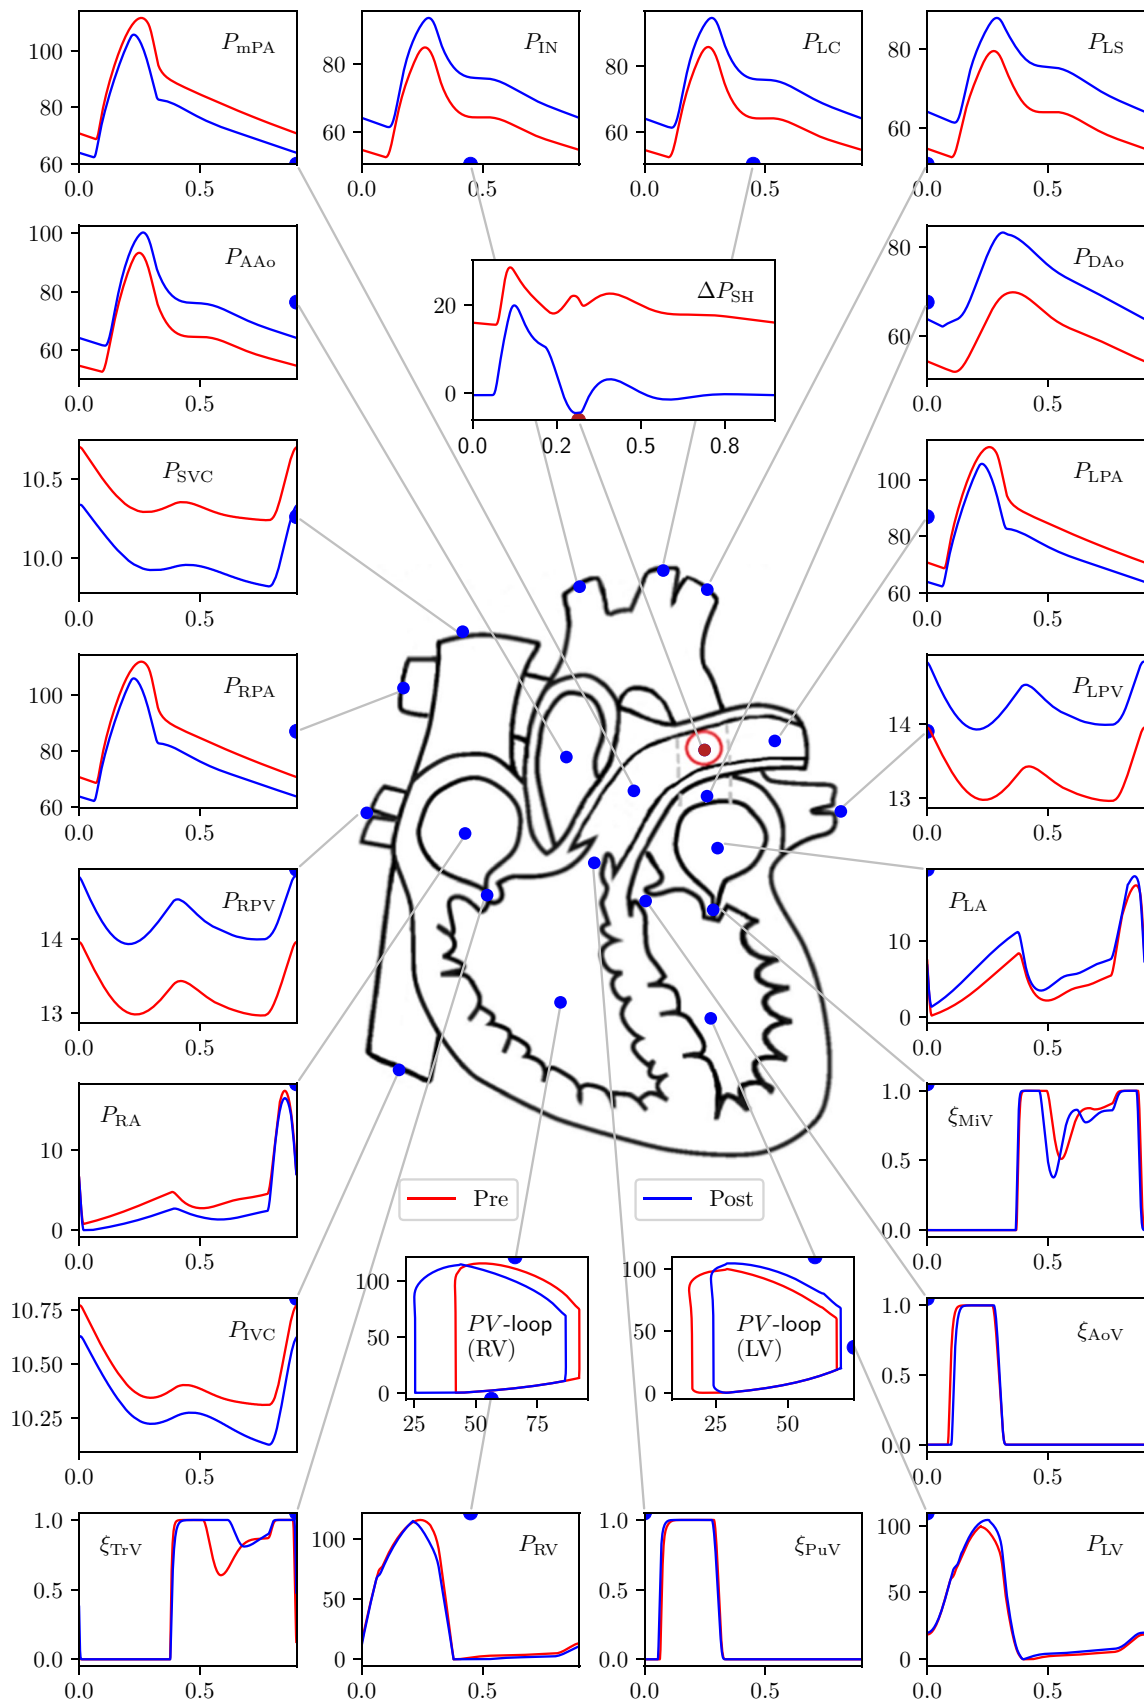 P_mPA
100
80
60
0.0 0.5
P_IN
80
60
0.0 0.5
P_LC
80
60
0.0 0.5
P_LS
80
60
0.0 0.5
P_AAo
100
80
60
0.0 0.5
ΔP_SH
20
0
0.0 0.2 0.5 0.8
P_DAo
80
60
0.0 0.5
P_SVC
10.5
10.0
0.0 0.5
P_LPA
100
80
60
0.0 0.5
P_RPA
100
80
60
0.0 0.5
P_LPV
14
13
0.0 0.5
P_RPV
14
13
0.0 0.5
P_LA
10
0
0.0 0.5
P_RA
10
0
0.0 0.5
ξ_MiV
1.0
0.5
0.0
0.0 0.5
Pre
Post
P_IVC
10.75
10.50
10.25
0.0 0.5
PV-loop
(RV)
100
50
0
25 50 75
PV-loop
(LV)
100
50
0
25 50
ξ_AoV
1.0
0.5
0.0
0.0 0.5
ξ_TrV
1.0
0.5
0.0
0.0 0.5
P_RV
100
50
0
0.0 0.5
ξ_PuV
1.0
0.5
0.0
0.0 0.5
P_LV
100
50
0
0.0 0.5